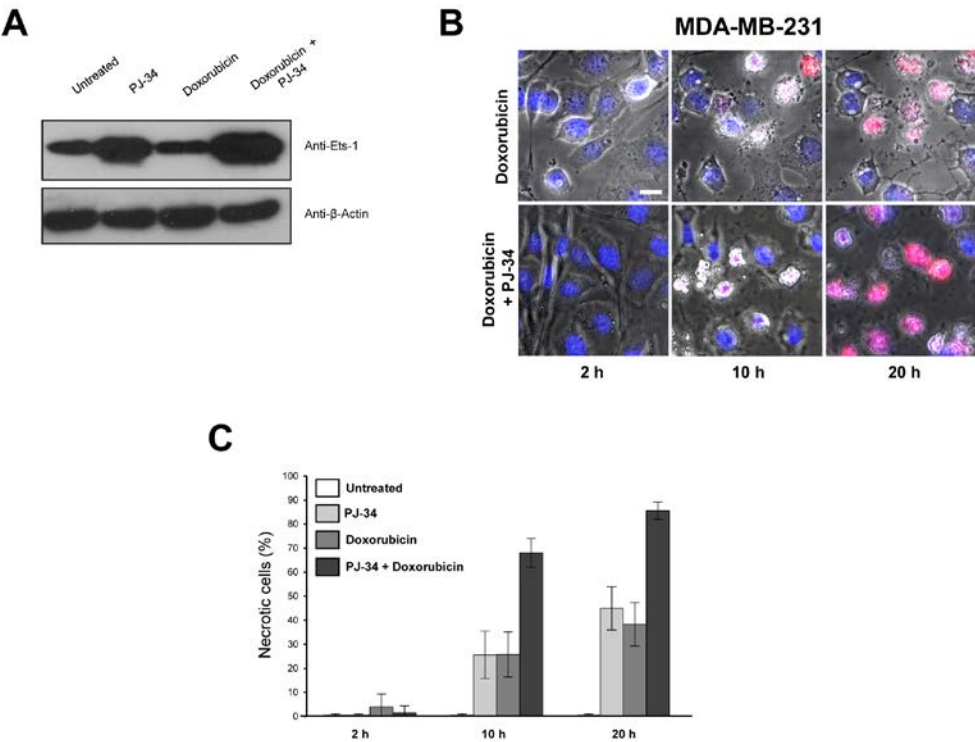 A
Untreated
PJ-34
Doxorubicin
Doxorubicin +
PJ-34
Anti-Ets-1
Anti-β-Actin
B
MDA-MB-231
Doxorubicin
Doxorubicin
+ PJ-34
2 h
10 h
20 h
C
Necrotic cells (%)
100
90
80
70
60
50
40
30
20
10
0
Untreated
PJ-34
Doxorubicin
PJ-34 + Doxorubicin
2 h
10 h
20 h